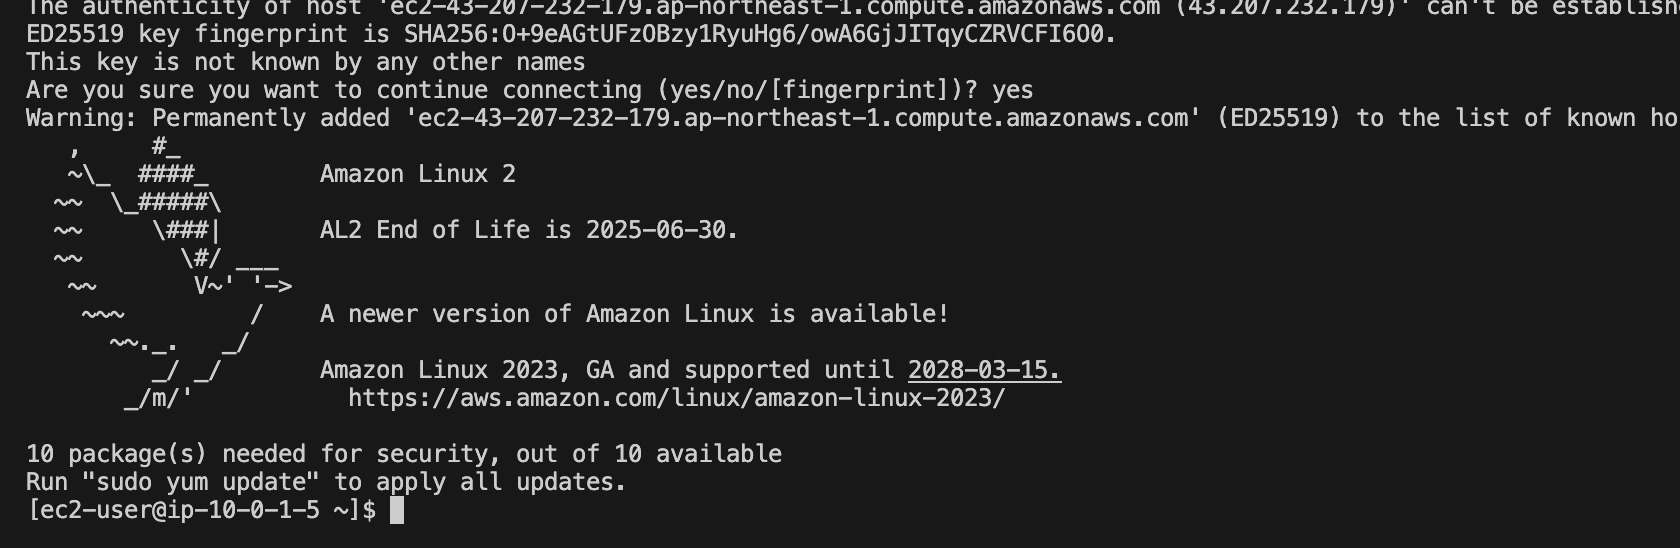 The authenticity of host 'ec2-43-207-232-179.ap-northeast-1.compute.amazonaws.com (43.207.232.179)' can't be establish
ED25519 key fingerprint is SHA256:O+9eAGtUFzOBzy1RyuHg6/owA6GjJITqyCZRVCFI6O0.
This key is not known by any other names
Are you sure you want to continue connecting (yes/no/[fingerprint])? yes
Warning: Permanently added 'ec2-43-207-232-179.ap-northeast-1.compute.amazonaws.com' (ED25519) to the list of known ho
   ,     #_
   ~\_  ####_        Amazon Linux 2
  ~~  \_#####\
  ~~     \###|       AL2 End of Life is 2025-06-30.
  ~~       \#/ ___
   ~~       V~' '->
    ~~~         /    A newer version of Amazon Linux is available!
      ~~._.   _/
         _/ _/       Amazon Linux 2023, GA and supported until 2028-03-15.
       _/m/'           https://aws.amazon.com/linux/amazon-linux-2023/
10 package(s) needed for security, out of 10 available
Run "sudo yum update" to apply all updates.
[ec2-user@ip-10-0-1-5 ~]$